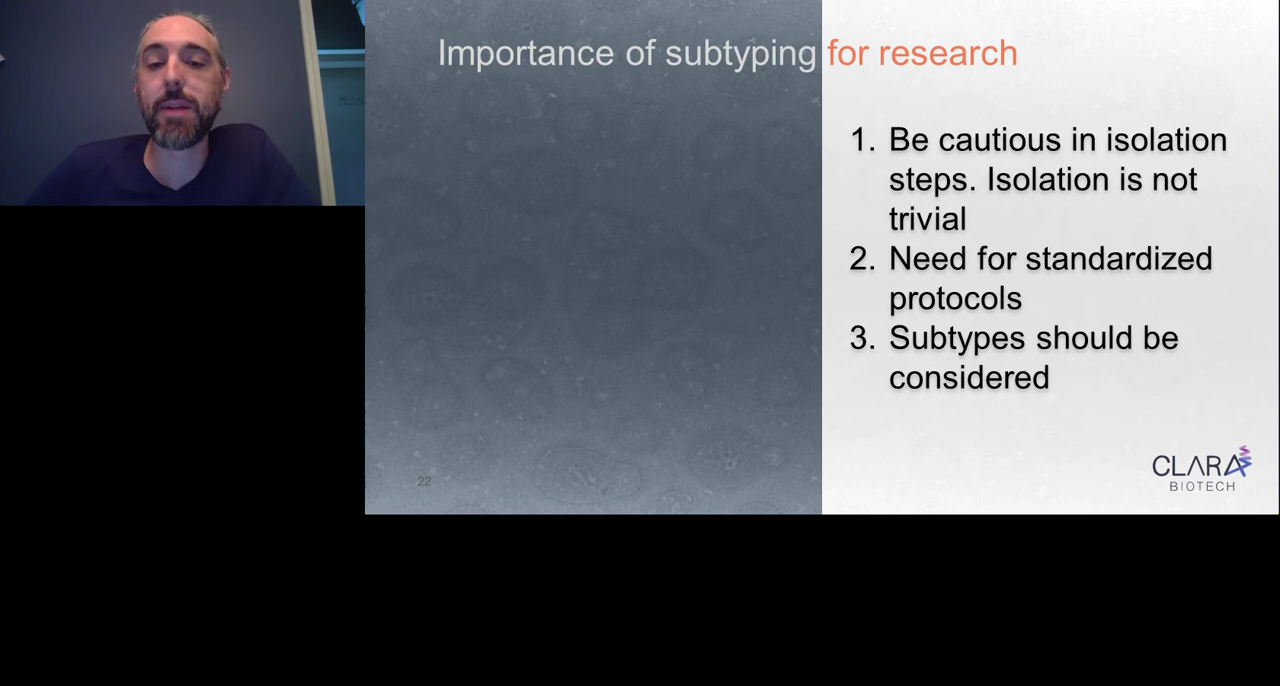 Importance of subtyping for research
1. Be cautious in isolation
steps. Isolation is not
trivial
2. Need for standardized
protocols
3. Subtypes should be
considered
CLARA
BIOTECH
22